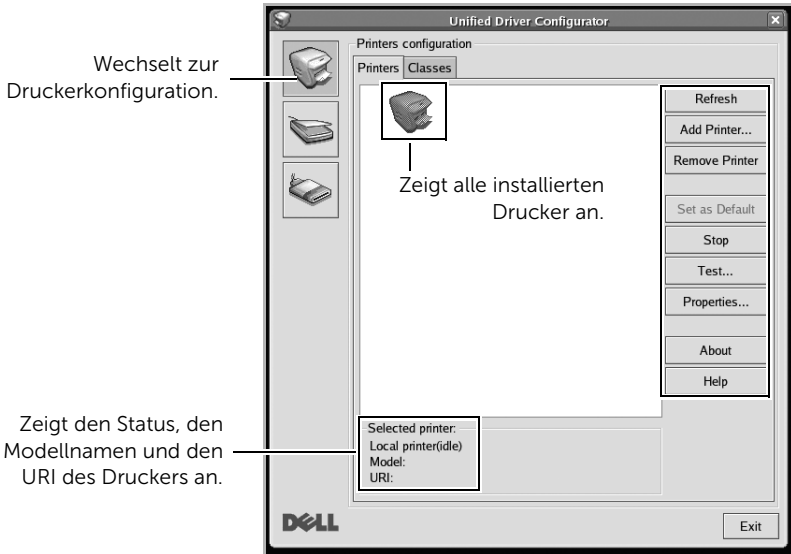 Unified Driver Configurator
Wechselt zur
Druckerkonfiguration.
Printers configuration
Printers
Classes
Zeigt alle installierten
Drucker an.
Refresh
Add Printer...
Remove Printer
Set as Default
Stop
Test...
Properties...
About
Help
Zeigt den Status, den
Modellnamen und den
URI des Druckers an.
Selected printer:
Local printer(idle)
Model:
URI:
DELL
Exit